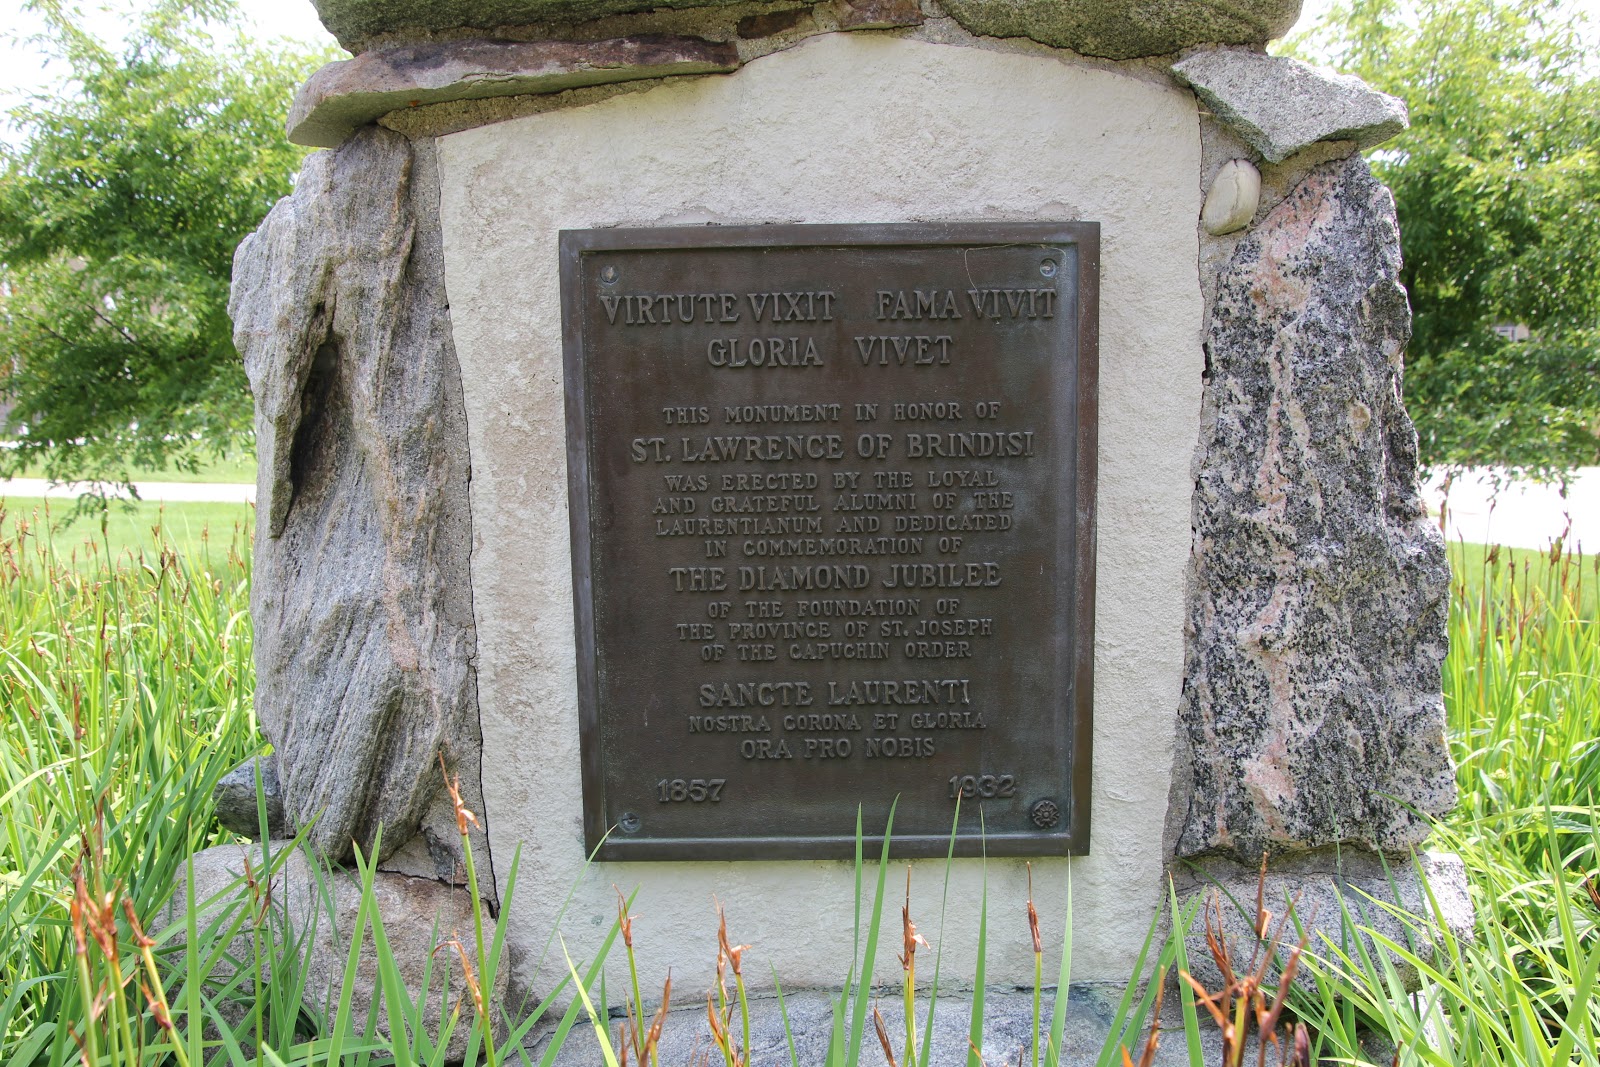 VIRTUTE VIXIT FAMA VIVIT
GLORIA VIVET
THIS MONUMENT IN HONOR OF
ST. LAWRENCE OF BRINDISI
WAS ERECTED BY THE LOYAL
AND GRATEFUL ALUMNI OF THE
LAURENTIANUM AND DEDICATED
IN COMMEMORATION OF
THE DIAMOND JUBILEE
OF THE FOUNDATION OF
THE PROVINCE OF ST. JOSEPH
OF THE CAPUCHIN ORDER
SANCTE LAURENTI
NOSTRA CORONA ET GLORIA
ORA PRO NOBIS
1857 1932